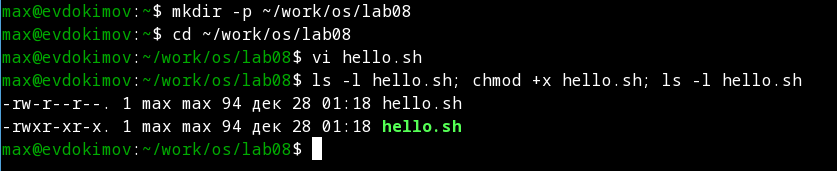 max@evdokimov:~$ mkdir -p ~/work/os/lab08
max@evdokimov:~$ cd ~/work/os/lab08
max@evdokimov:~/work/os/lab08$ vi hello.sh
max@evdokimov:~/work/os/lab08$ ls -l hello.sh; chmod +x hello.sh; ls -l hello.sh
-rw-r--r--. 1 max max 94 дек 28 01:18 hello.sh
-rwxr-xr-x. 1 max max 94 дек 28 01:18 hello.sh
max@evdokimov:~/work/os/lab08$